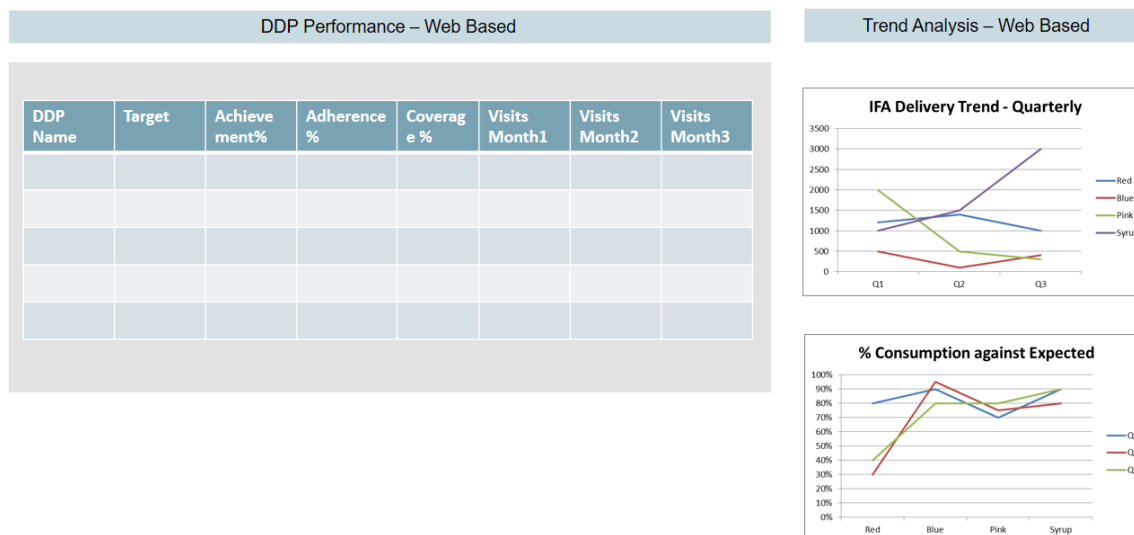 DDP Performance – Web Based
DDP Name
Target
Achieve
ment%
Adherence
%
Coverag
e %
Visits
Month1
Visits
Month2
Visits
Month3
Trend Analysis – Web Based
IFA Delivery Trend - Quarterly
3500
3000
2500
2000
1500
1000
500
0
Q1
Q2
Q3
Red
Blue
Pink
Syrup
% Consumption against Expected
100%
90%
80%
70%
60%
50%
40%
30%
20%
10%
0%
Red
Blue
Pink
Syrup
Q
Q
Q